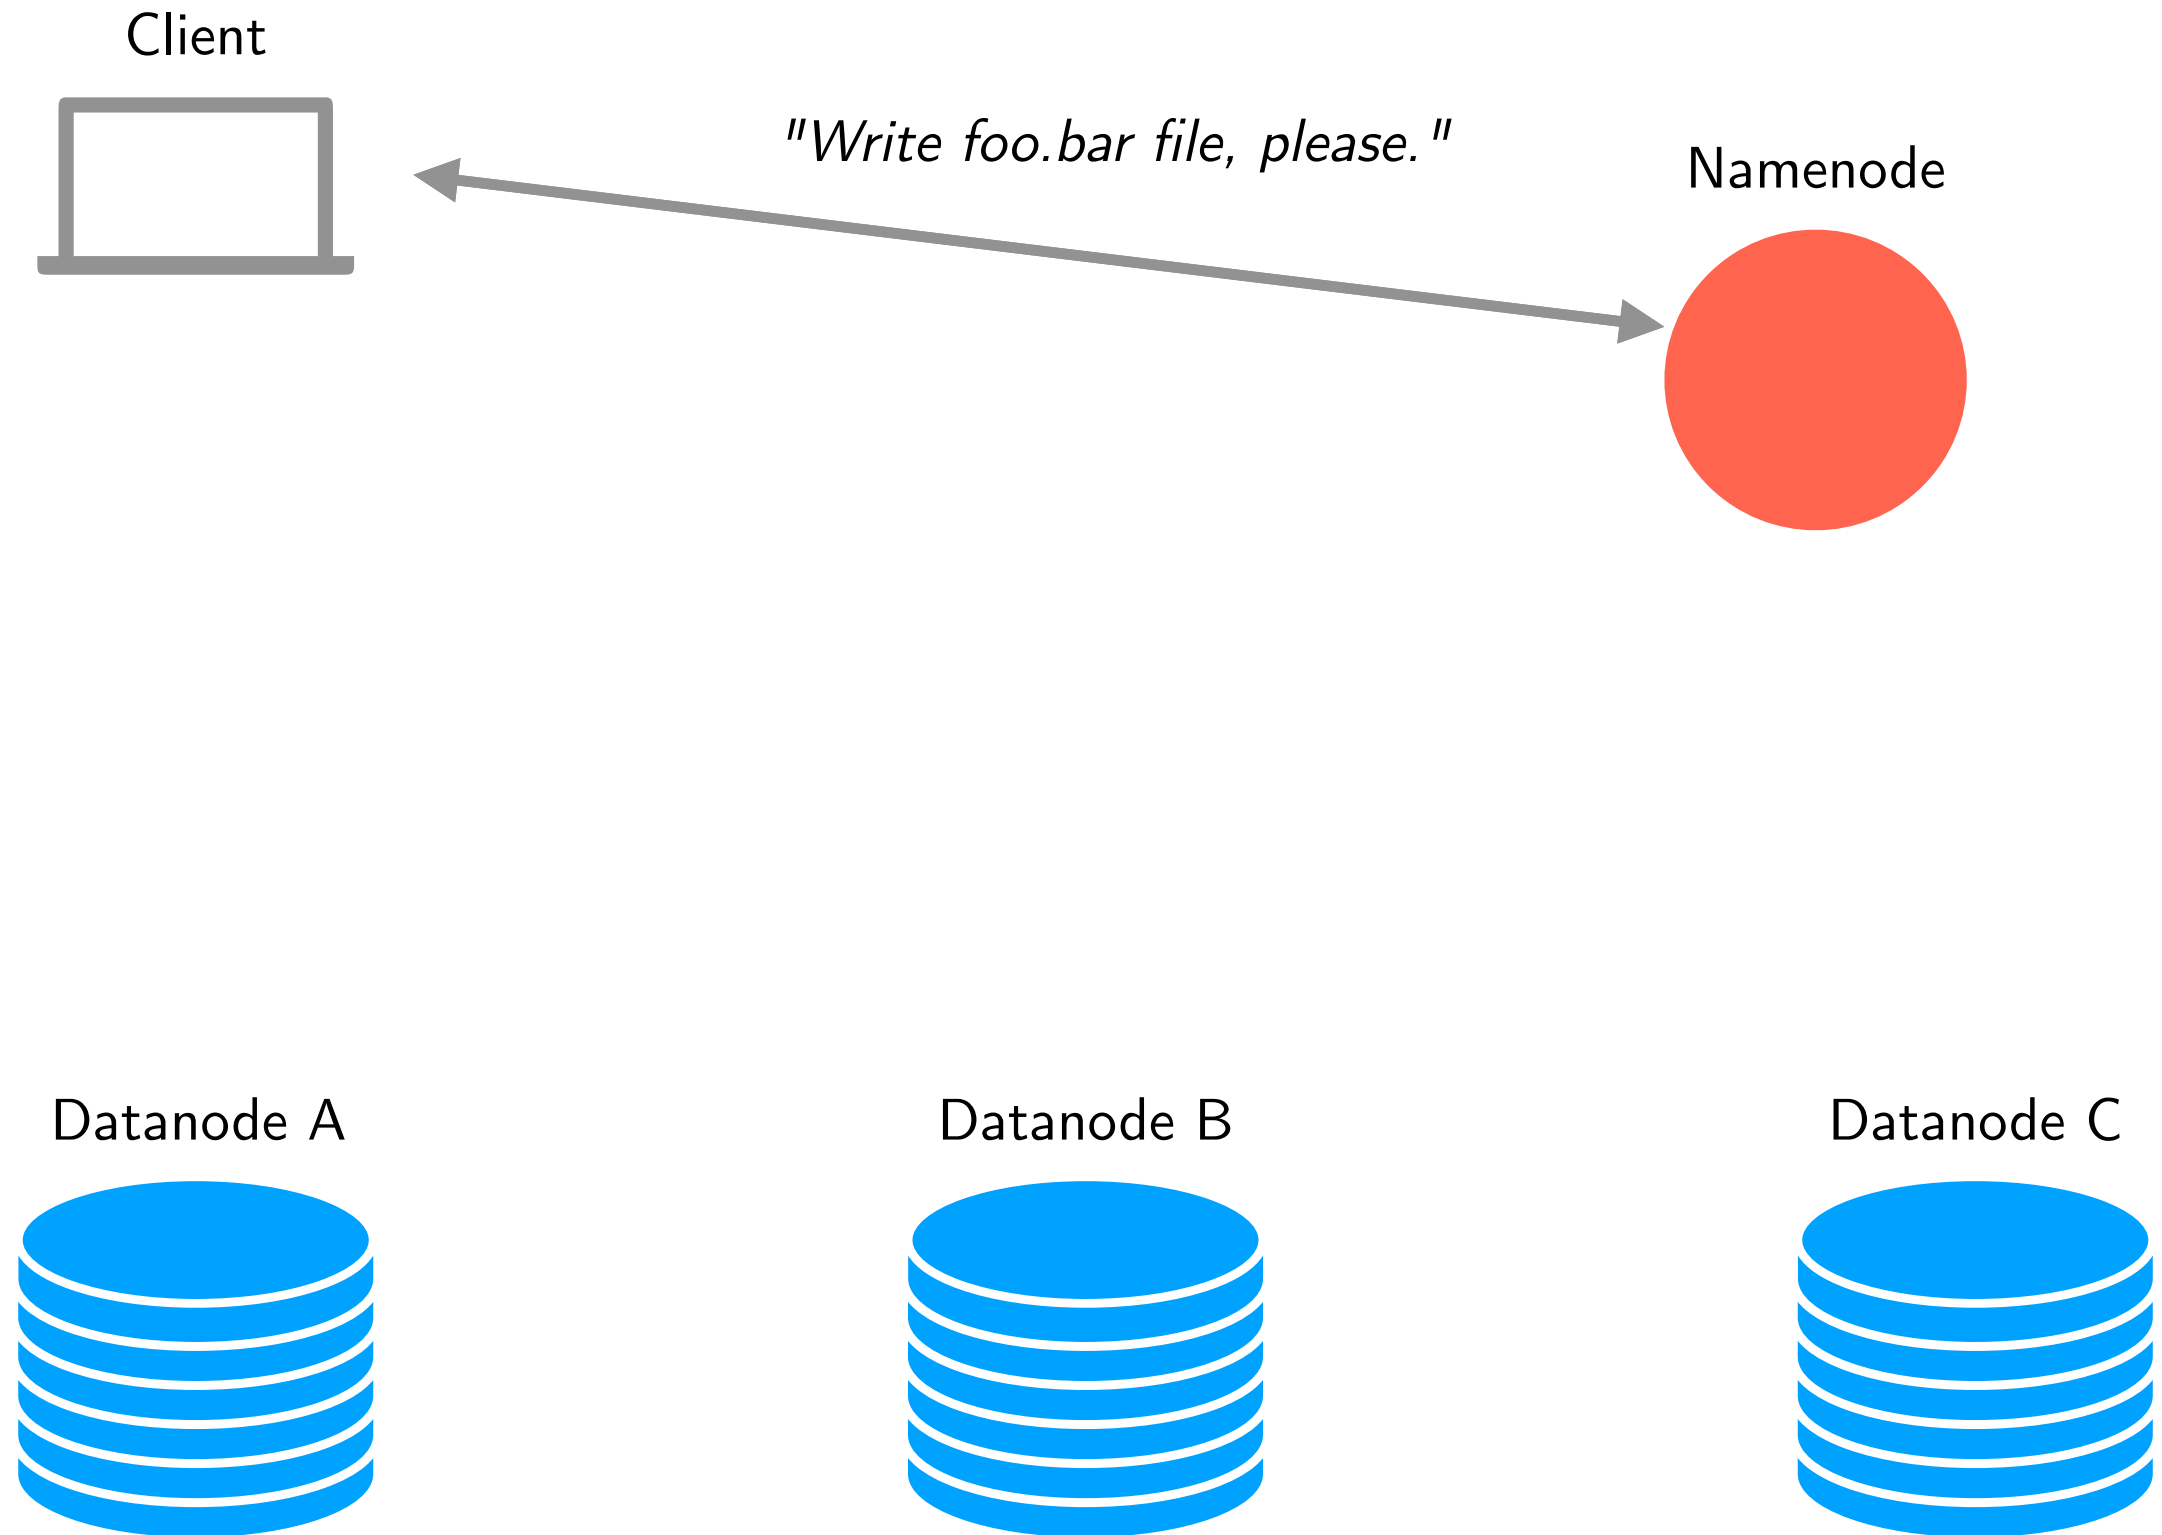 Client
"Write foo.bar file, please."
Namenode
Datanode A
Datanode B
Datanode C